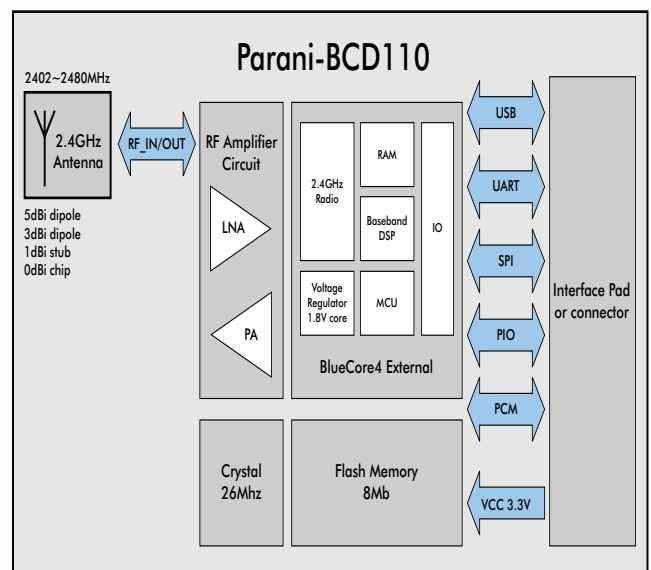 Parani-BCD110
2402~2480MHz
2.4GHz
Antenna
5dBi dipole
3dBi dipole
1dBi stub
0dBi chip
RF_IN/OUT
RF Amplifier
Circuit
LNA
PA
2.4GHz
Radio
RAM
Baseband
DSP
IO
Voltage
Regulator
1.8V core
MCU
BlueCore4 External
Crystal
26Mhz
Flash Memory
8Mb
USB
UART
SPI
PIO
PCM
VCC 3.3V
Interface Pad
or connector